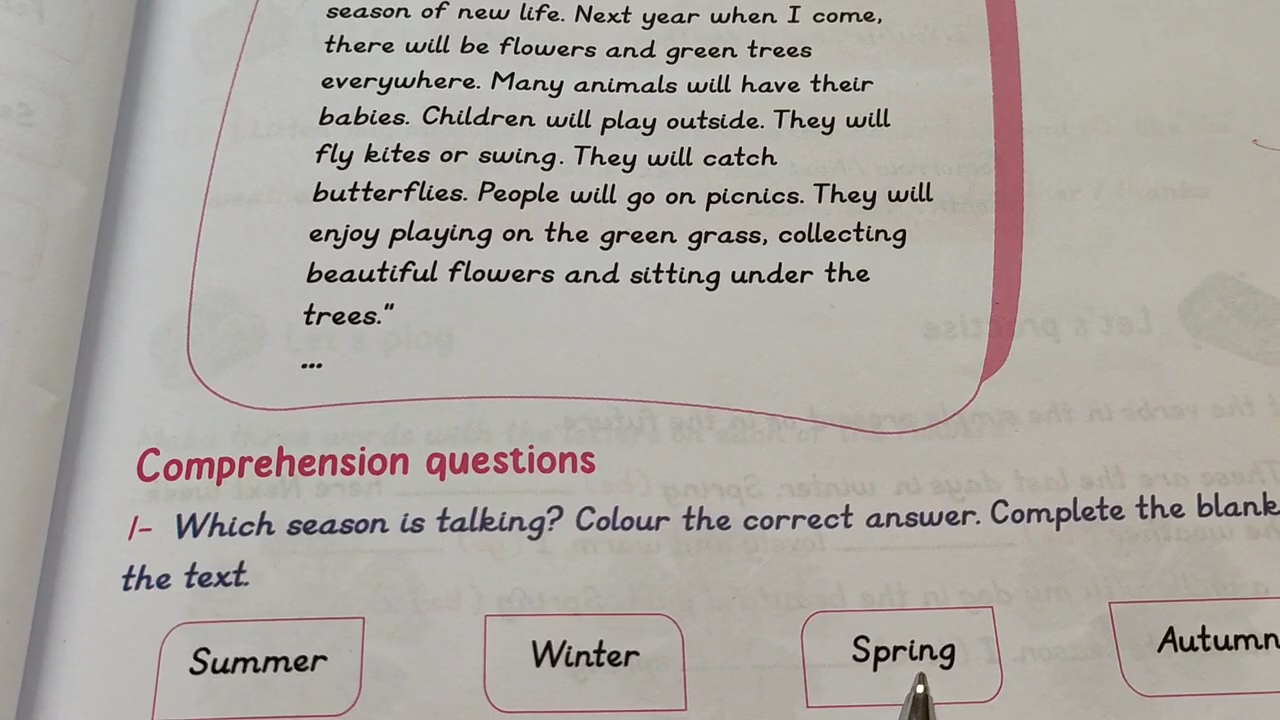 season of new life. Next year when I come,
there will be flowers and green trees
everywhere. Many animals will have their
babies. Children will play outside. They will
fly kites or swing. They will catch
butterflies. People will go on picnics. They will
enjoy playing on the green grass, collecting
beautiful flowers and sitting under the
trees."
...
Comprehension questions
1- Which season is talking? Colour the correct answer. Complete the blank
the text.
Summer Winter Spring Autumn